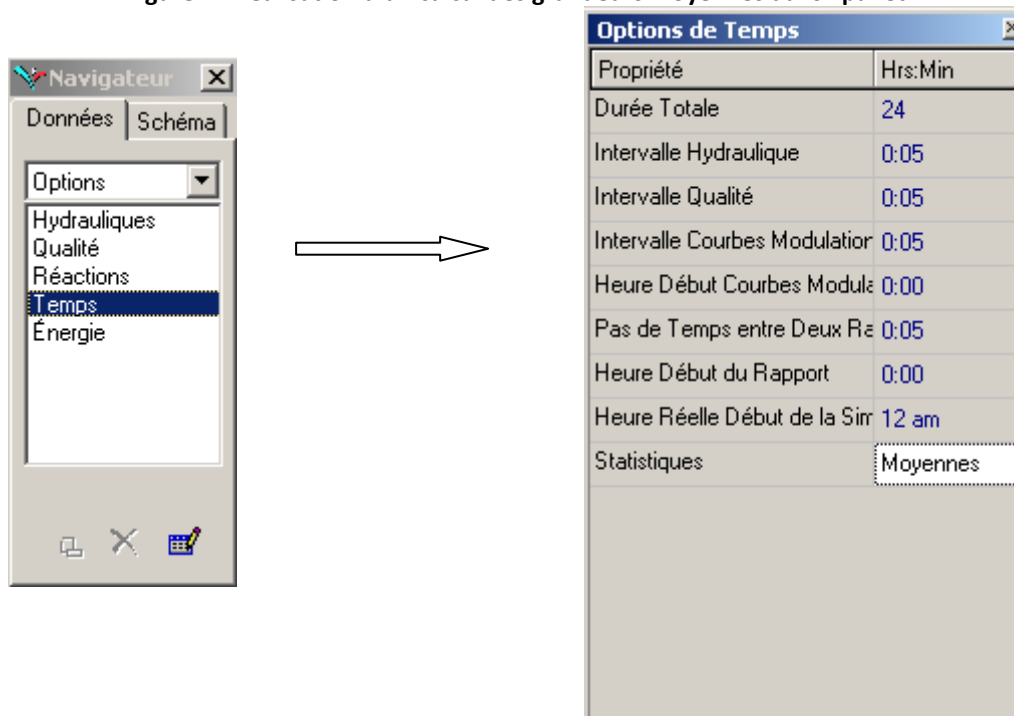 Navigateur
Données
Schéma
Options
Hydrauliques
Qualité
Réactions
Temps
Énergie
Options de Temps
Propriété Hrs:Min
Durée Totale 24
Intervalle Hydraulique 0:05
Intervalle Qualité 0:05
Intervalle Courbes Modulation 0:05
Heure Début Courbes Modula 0:00
Pas de Temps entre Deux Ra 0:05
Heure Début du Rapport 0:00
Heure Réelle Début de la Sim 12 am
Statistiques Moyennes